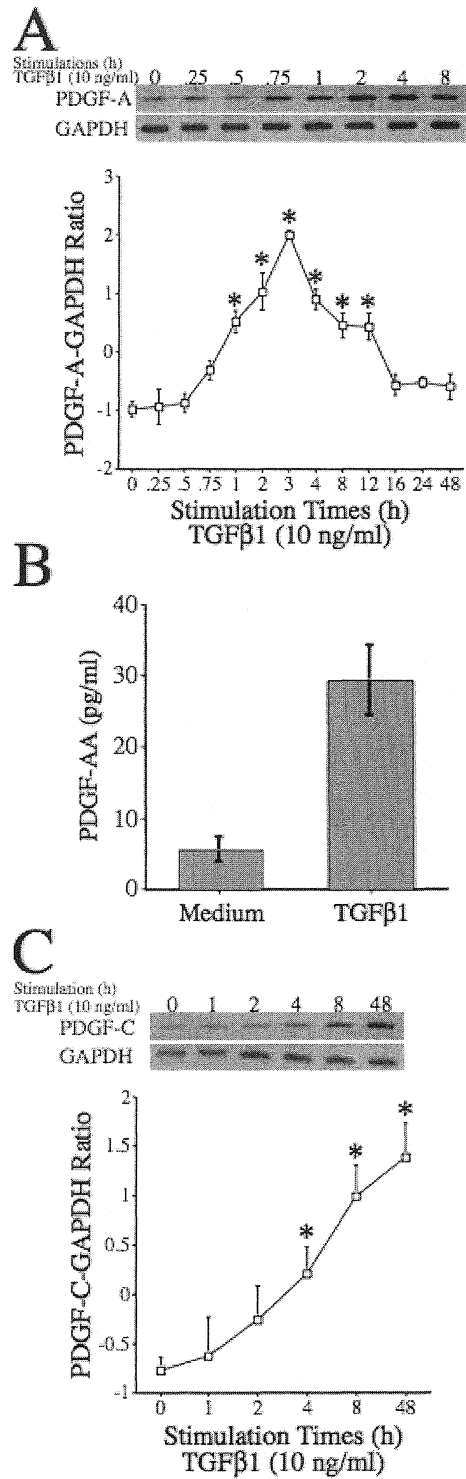 A
Stimulations (h)
TGFβ1 (10 ng/ml) 0 .25 .5 .75 1 2 4 8
PDGF-A
GAPDH
3
2
1
0
-1
-2
PDGF-A-GAPDH Ratio
* * * * * *
0 .25 .5 .75 1 2 3 4 8 12 16 24 48
Stimulation Times (h)
TGFβ1 (10 ng/ml)
B
40
30
20
10
0
PDGF-AA (pg/ml)
Medium TGFβ1
C
Stimulation (h)
TGFβ1 (10 ng/ml) 0 1 2 4 8 48
PDGF-C
GAPDH
2
1.5
1
0.5
0
-0.5
-1
PDGF-C-GAPDH Ratio
* * *
0 1 2 4 8 48
Stimulation Times (h)
TGFβ1 (10 ng/ml)